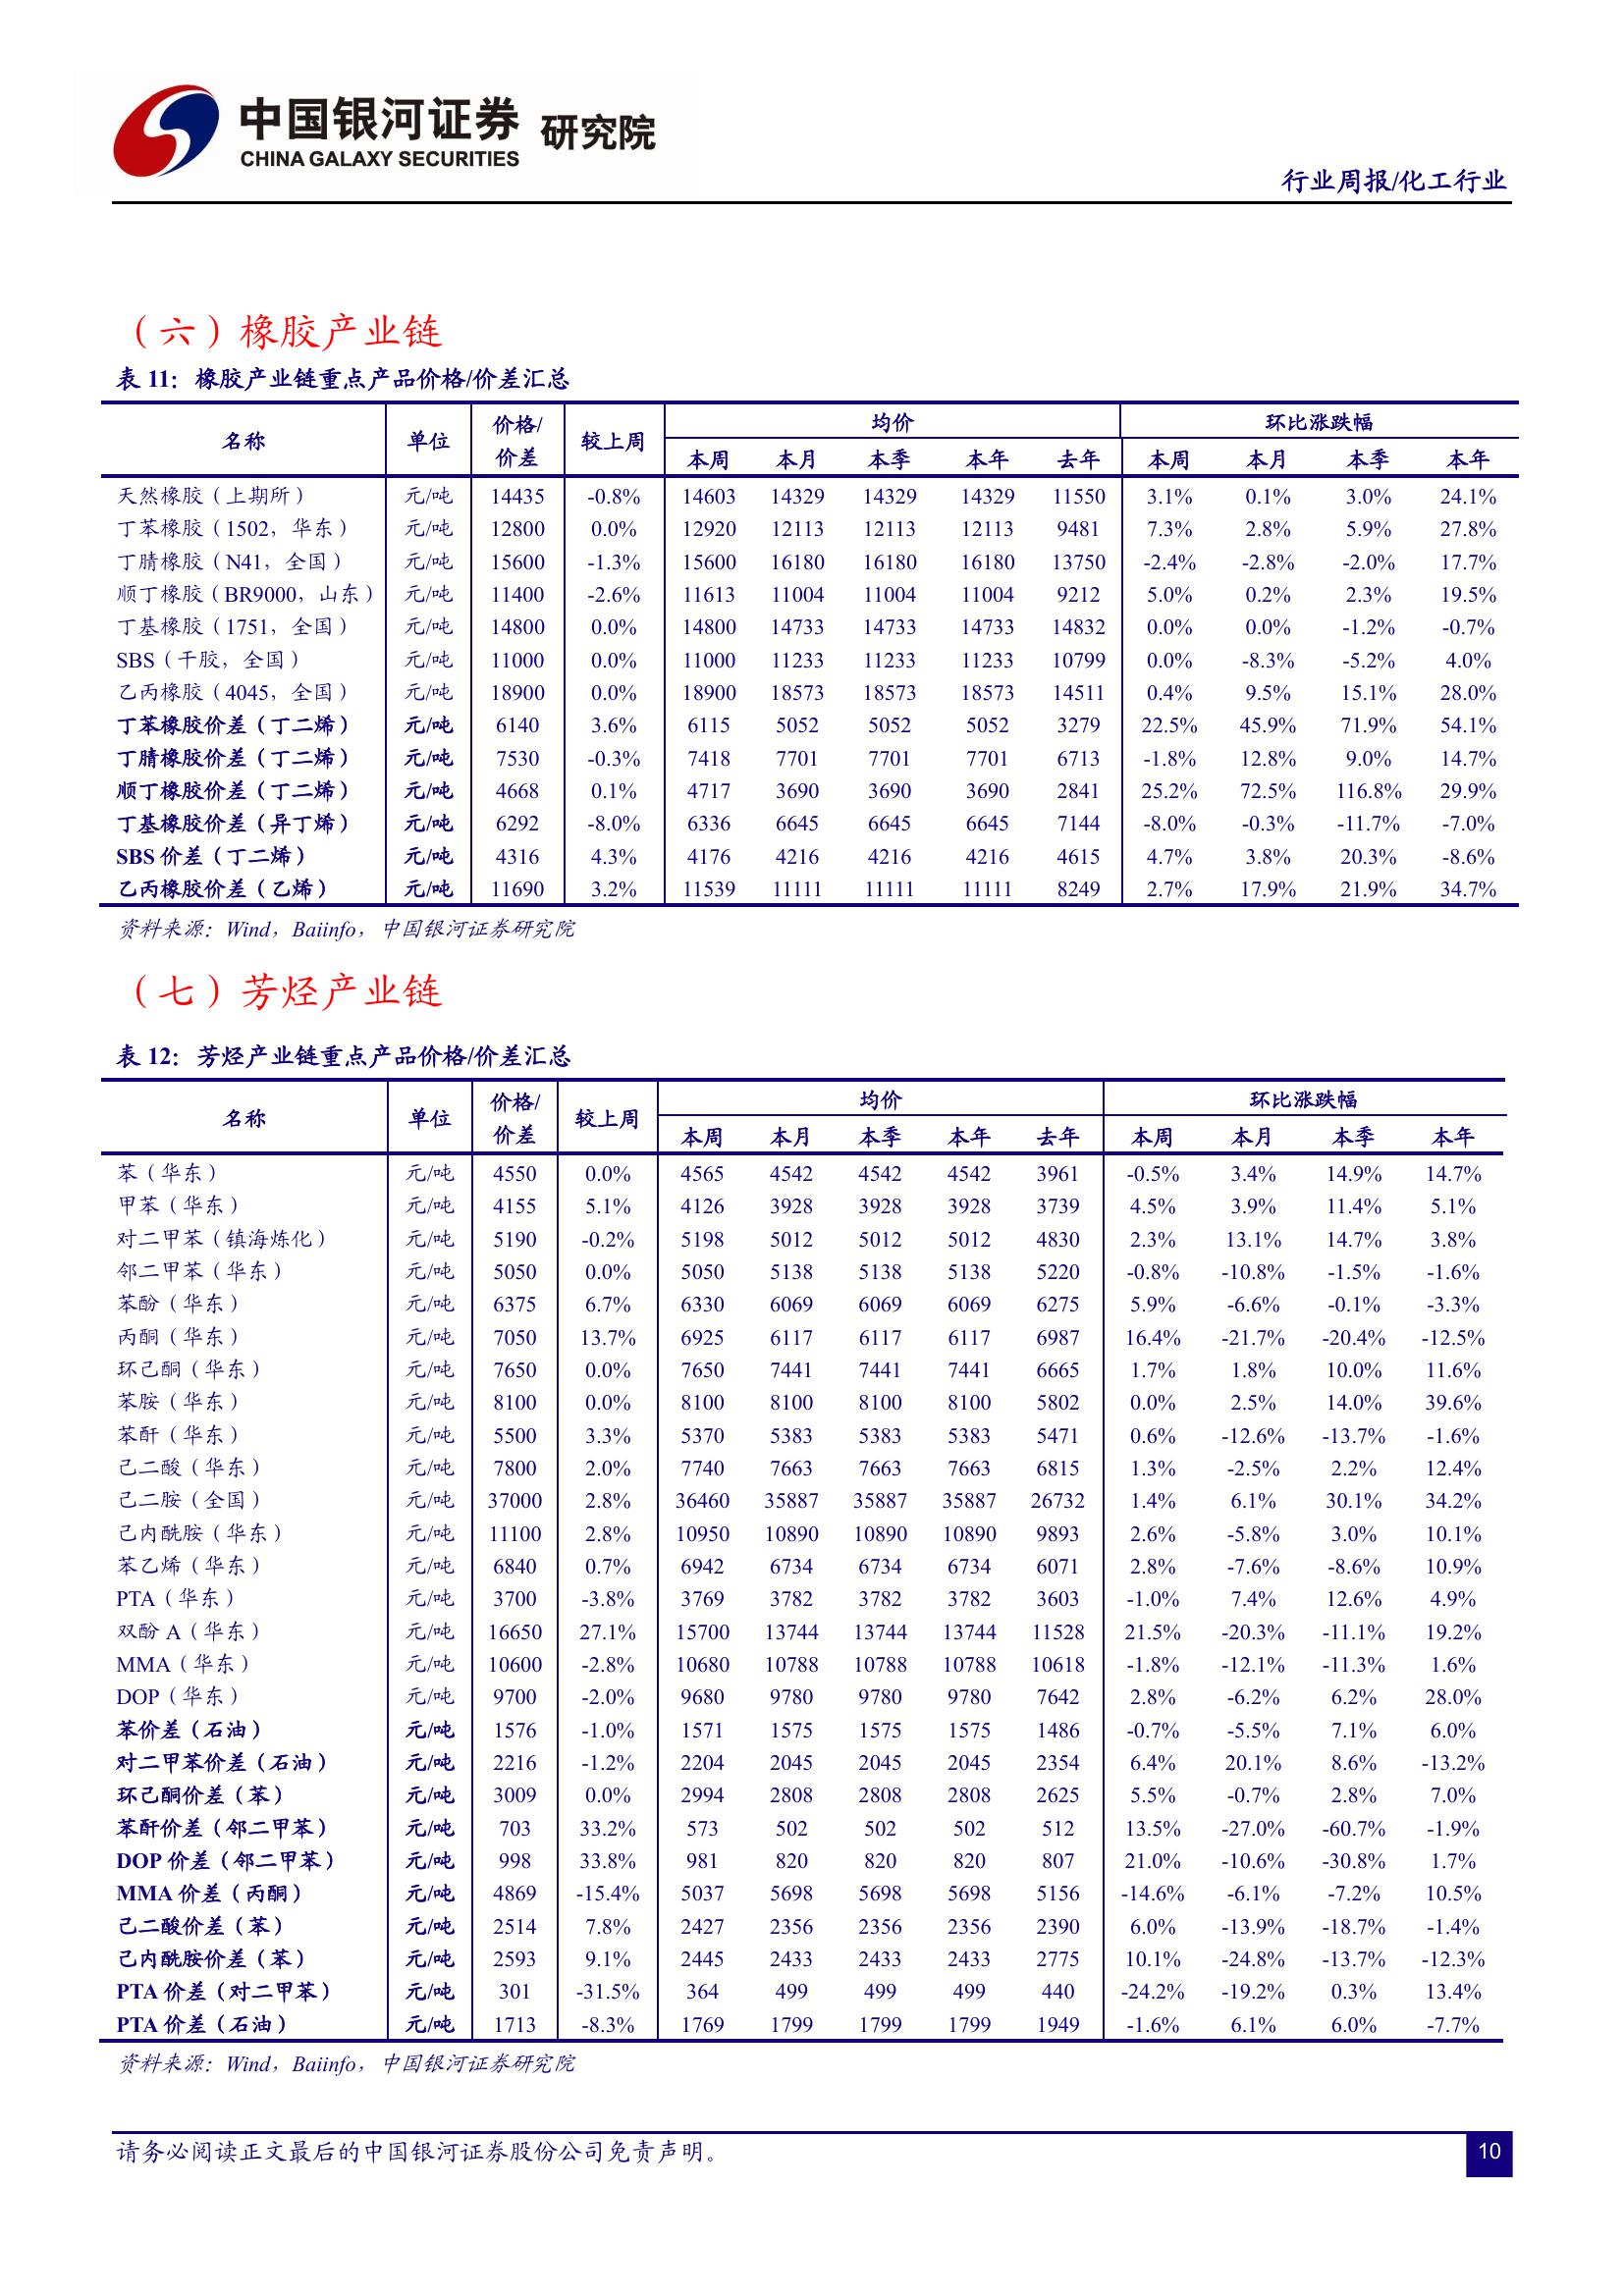 中国银河证券 研究院
CHINA GALAXY SECURITIES
行业周报/化工行业
（六）橡胶产业链
表 11：橡胶产业链重点产品价格/价差汇总
名称 单位 价格/价差 较上周 均价 环比涨跌幅
本周 本月 本季 本年 去年 本周 本月 本季 本年
天然橡胶（上期所） 元/吨 14435 -0.8% 14603 14329 14329 14329 11550 3.1% 0.1% 3.0% 24.1%
丁苯橡胶（1502，华东） 元/吨 12800 0.0% 12920 12113 12113 12113 9481 7.3% 2.8% 5.9% 27.8%
丁腈橡胶（N41，全国） 元/吨 15600 -1.3% 15600 16180 16180 16180 13750 -2.4% -2.8% -2.0% 17.7%
顺丁橡胶（BR9000，山东） 元/吨 11400 -2.6% 11613 11004 11004 11004 9212 5.0% 0.2% 2.3% 19.5%
丁基橡胶（1751，全国） 元/吨 14800 0.0% 14800 14733 14733 14733 14832 0.0% 0.0% -1.2% -0.7%
SBS（干胶，全国） 元/吨 11000 0.0% 11000 11233 11233 11233 10799 0.0% -8.3% -5.2% 4.0%
乙丙橡胶（4045，全国） 元/吨 18900 0.0% 18900 18573 18573 18573 14511 0.4% 9.5% 15.1% 28.0%
丁苯橡胶价差（丁二烯） 元/吨 6140 3.6% 6115 5052 5052 5052 3279 22.5% 45.9% 71.9% 54.1%
丁腈橡胶价差（丁二烯） 元/吨 7530 -0.3% 7418 7701 7701 7701 6713 -1.8% 12.8% 9.0% 14.7%
顺丁橡胶价差（丁二烯） 元/吨 4668 0.1% 4717 3690 3690 3690 2841 25.2% 72.5% 116.8% 29.9%
丁基橡胶价差（异丁烯） 元/吨 6292 -8.0% 6336 6645 6645 6645 7144 -8.0% -0.3% -11.7% -7.0%
SBS 价差（丁二烯） 元/吨 4316 4.3% 4176 4216 4216 4216 4615 4.7% 3.8% 20.3% -8.6%
乙丙橡胶价差（乙烯） 元/吨 11690 3.2% 11539 11111 11111 11111 8249 2.7% 17.9% 21.9% 34.7%
资料来源：Wind，Baiinfo， 中国银河证券研究院
（七）芳烃产业链
表 12：芳烃产业链重点产品价格/价差汇总
名称 单位 价格/价差 较上周 均价 环比涨跌幅
本周 本月 本季 本年 去年 本周 本月 本季 本年
苯（华东） 元/吨 4550 0.0% 4565 4542 4542 4542 3961 -0.5% 3.4% 14.9% 14.7%
甲苯（华东） 元/吨 4155 5.1% 4126 3928 3928 3928 3739 4.5% 3.9% 11.4% 5.1%
对二甲苯（镇海炼化） 元/吨 5190 -0.2% 5198 5012 5012 5012 4830 2.3% 13.1% 14.7% 3.8%
邻二甲苯（华东） 元/吨 5050 0.0% 5050 5138 5138 5138 5220 -0.8% -10.8% -1.5% -1.6%
苯酚（华东） 元/吨 6375 6.7% 6330 6069 6069 6069 6275 5.9% -6.6% -0.1% -3.3%
丙酮（华东） 元/吨 7050 13.7% 6925 6117 6117 6117 6987 16.4% -21.7% -20.4% -12.5%
环己酮（华东） 元/吨 7650 0.0% 7650 7441 7441 7441 6665 1.7% 1.8% 10.0% 11.6%
苯胺（华东） 元/吨 8100 0.0% 8100 8100 8100 8100 5802 0.0% 2.5% 14.0% 39.6%
苯酐（华东） 元/吨 5500 3.3% 5370 5383 5383 5383 5471 0.6% -12.6% -13.7% -1.6%
己二酸（华东） 元/吨 7800 2.0% 7740 7663 7663 7663 6815 1.3% -2.5% 2.2% 12.4%
己二胺（全国） 元/吨 37000 2.8% 36460 35887 35887 35887 26732 1.4% 6.1% 30.1% 34.2%
己内酰胺（华东） 元/吨 11100 2.8% 10950 10890 10890 10890 9893 2.6% -5.8% 3.0% 10.1%
苯乙烯（华东） 元/吨 6840 0.7% 6942 6734 6734 6734 6071 2.8% -7.6% -8.6% 10.9%
PTA（华东） 元/吨 3700 -3.8% 3769 3782 3782 3782 3603 -1.0% 7.4% 12.6% 4.9%
双酚 A（华东） 元/吨 16650 27.1% 15700 13744 13744 13744 11528 21.5% -20.3% -11.1% 19.2%
MMA（华东） 元/吨 10600 -2.8% 10680 10788 10788 10788 10618 -1.8% -12.1% -11.3% 1.6%
DOP（华东） 元/吨 9700 -2.0% 9680 9780 9780 9780 7642 2.8% -6.2% 6.2% 28.0%
苯价差（石油） 元/吨 1576 -1.0% 1571 1575 1575 1575 1486 -0.7% -5.5% 7.1% 6.0%
对二甲苯价差（石油） 元/吨 2216 -1.2% 2204 2045 2045 2045 2354 6.4% 20.1% 8.6% -13.2%
环己酮价差（苯） 元/吨 3009 0.0% 2994 2808 2808 2808 2625 5.5% -0.7% 2.8% 7.0%
苯酐价差（邻二甲苯） 元/吨 703 33.2% 573 502 502 502 512 13.5% -27.0% -60.7% -1.9%
DOP 价差（邻二甲苯） 元/吨 998 33.8% 981 820 820 820 807 21.0% -10.6% -30.8% 1.7%
MMA 价差（丙酮） 元/吨 4869 -15.4% 5037 5698 5698 5698 5156 -14.6% -6.1% -7.2% 10.5%
己二酸价差（苯） 元/吨 2514 7.8% 2427 2356 2356 2356 2390 6.0% -13.9% -18.7% -1.4%
己内酰胺价差（苯） 元/吨 2593 9.1% 2445 2433 2433 2433 2775 10.1% -24.8% -13.7% -12.3%
PTA 价差（对二甲苯） 元/吨 301 -31.5% 364 499 499 499 440 -24.2% -19.2% 0.3% 13.4%
PTA 价差（石油） 元/吨 1713 -8.3% 1769 1799 1799 1799 1949 -1.6% 6.1% 6.0% -7.7%
资料来源：Wind，Baiinfo， 中国银河证券研究院
请务必阅读正文最后的中国银河证券股份公司免责声明。
10